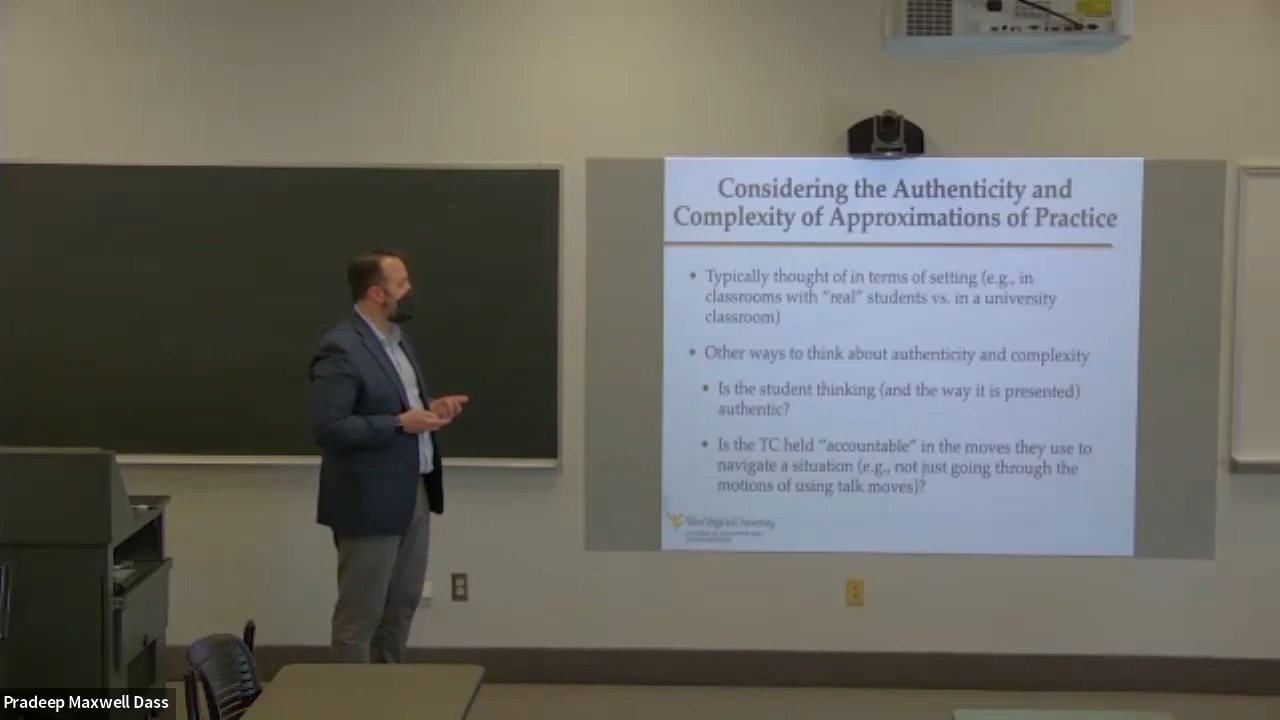 Considering the Authenticity and
Complexity of Approximations of Practice
• Typically thought of in terms of setting (e.g., in
classrooms with "real" students vs. in a university
classroom)
• Other ways to think about authenticity and complexity
• Is the student thinking (and the way it is presented)
authentic?
• Is the TC held "accountable" in the moves they use to
navigate a situation (e.g., not just going through the
motions of using talk moves)?
West Virginia University
Pradeep Maxwell Dass